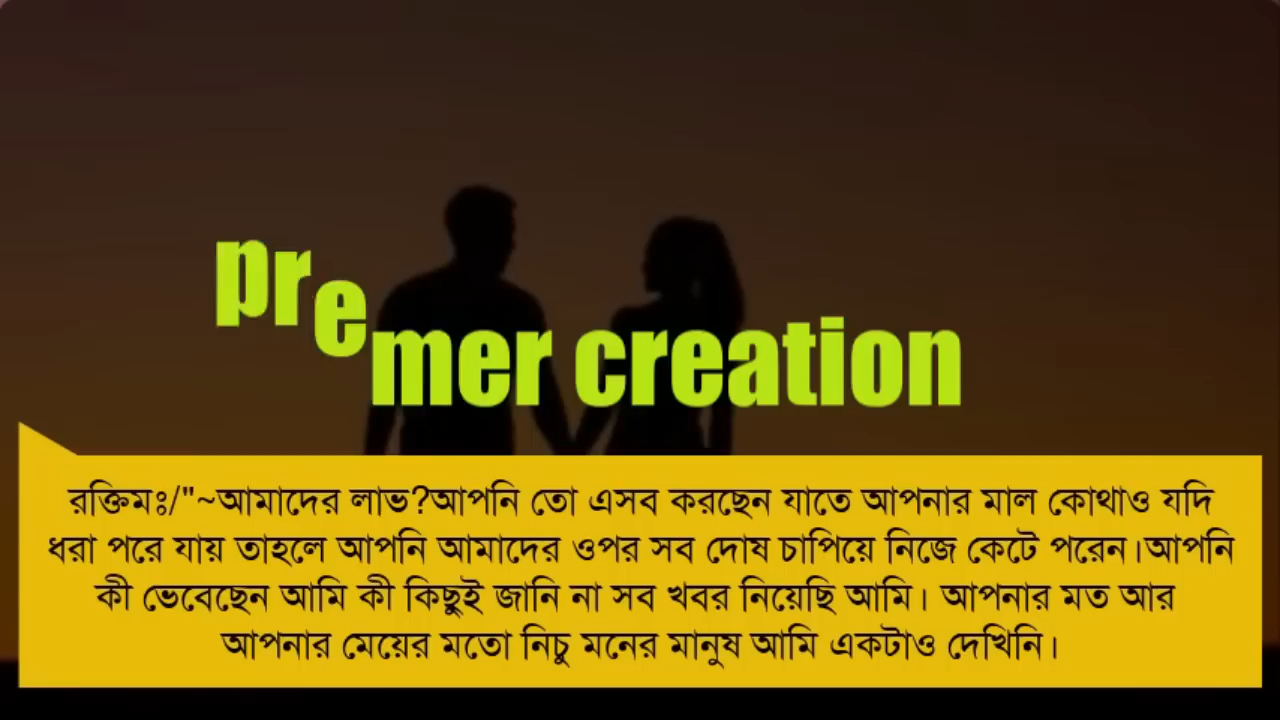 premer creation
রক্তিমঃ/"~আমাদের লাভ?আপনি তো এসব করছেন যাতে আপনার মাল কোথাও যদি
ধরা পরে যায় তাহলে আপনি আমাদের ওপর সব দোষ চাপিয়ে নিজে কেটে পরেন।আপনি
কী ভেবেছেন আমি কী কিছুই জানি না সব খবর নিয়েছি আমি। আপনার মত আর
আপনার মেয়ের মতো নিচু মনের মানুষ আমি একটাও দেখিনি।